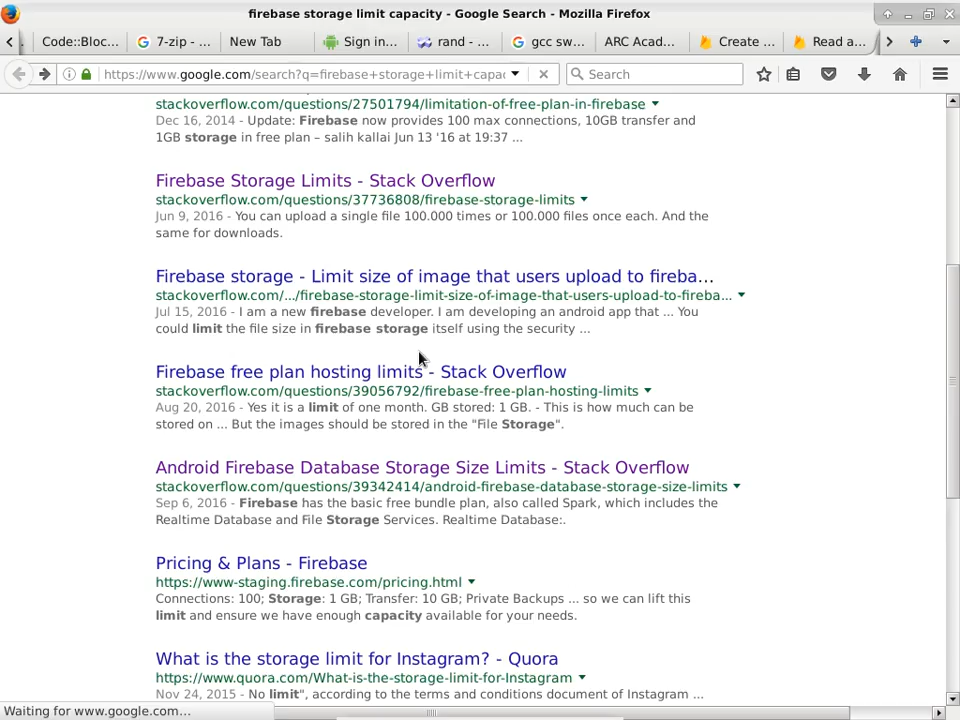 firebase storage limit capacity - Google Search - Mozilla Firefox
Code::Bloc...
7-zip - ...
New Tab
Sign in...
rand - ...
gcc sw...
ARC Acad...
Create ...
Read a...
https://www.google.com/search?q=firebase+storage+limit+capac
Search
stackoverflow.com/questions/27501794/limitation-of-free-plan-in-firebase
Dec 16, 2014 - Update: Firebase now provides 100 max connections, 10GB transfer and
1GB storage in free plan – salih kallai Jun 13 '16 at 19:37 ...
Firebase Storage Limits - Stack Overflow
stackoverflow.com/questions/37736808/firebase-storage-limits
Jun 9, 2016 - You can upload a single file 100.000 times or 100.000 files once each. And the
same for downloads.
Firebase storage - Limit size of image that users upload to fireba...
stackoverflow.com/.../firebase-storage-limit-size-of-image-that-users-upload-to-fireba...
Jul 15, 2016 - I am a new firebase developer. I am developing an android app that ... You
could limit the file size in firebase storage itself using the security ...
Firebase free plan hosting limits - Stack Overflow
stackoverflow.com/questions/39056792/firebase-free-plan-hosting-limits
Aug 20, 2016 - Yes it is a limit of one month. GB stored: 1 GB. - This is how much can be
stored on ... But the images should be stored in the "File Storage".
Android Firebase Database Storage Size Limits - Stack Overflow
stackoverflow.com/questions/39342414/android-firebase-database-storage-size-limits
Sep 6, 2016 - Firebase has the basic free bundle plan, also called Spark, which includes the
Realtime Database and File Storage Services. Realtime Database:.
Pricing & Plans - Firebase
https://www-staging.firebase.com/pricing.html
Connections: 100; Storage: 1 GB; Transfer: 10 GB; Private Backups ... so we can lift this
limit and ensure we have enough capacity available for your needs.
What is the storage limit for Instagram? - Quora
https://www.quora.com/What-is-the-storage-limit-for-Instagram
Nov 24, 2015 - No limit", according to the terms and conditions document of Instagram ...
Waiting for www.google.com...